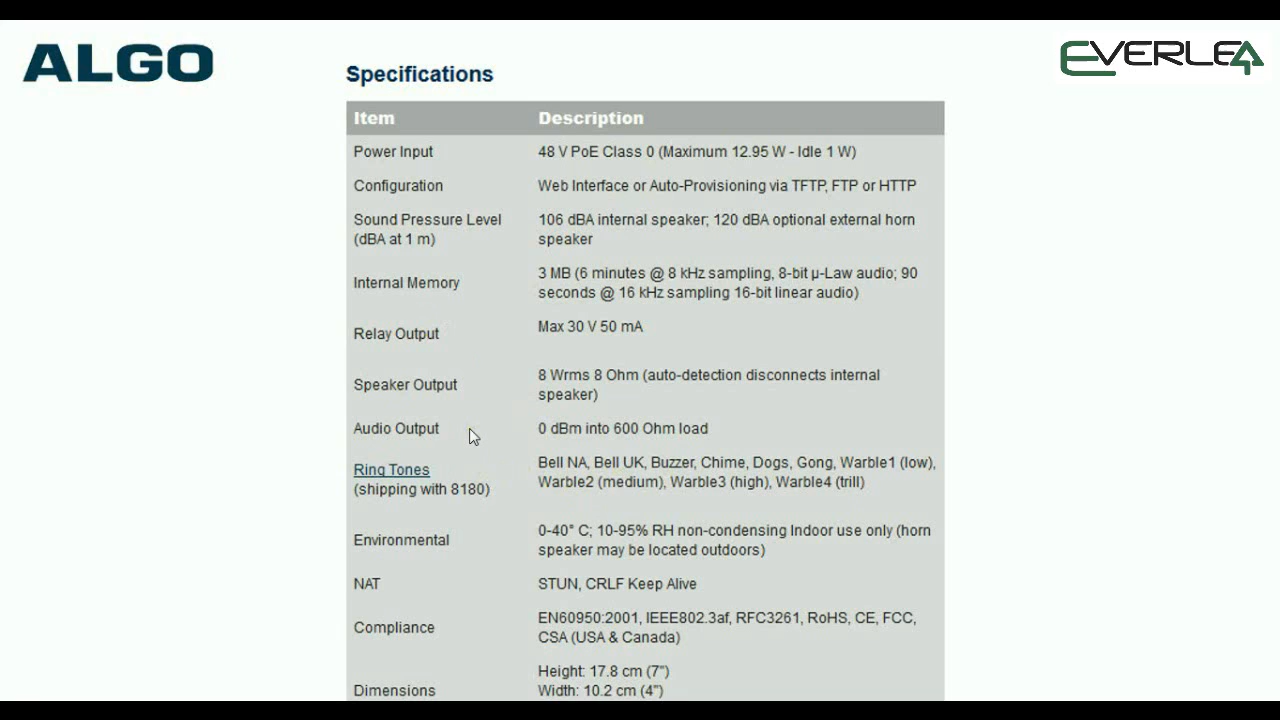 ALGO
EVERLEA
Specifications
Item Description
Power Input 48 V PoE Class 0 (Maximum 12.95 W - Idle 1 W)
Configuration Web Interface or Auto-Provisioning via TFTP, FTP or HTTP
Sound Pressure Level 106 dBA internal speaker; 120 dBA optional external horn
(dBA at 1 m) speaker
Internal Memory 3 MB (6 minutes @ 8 kHz sampling, 8-bit µ-Law audio; 90
seconds @ 16 kHz sampling 16-bit linear audio)
Relay Output Max 30 V 50 mA
Speaker Output 8 Wrms 8 Ohm (auto-detection disconnects internal
speaker)
Audio Output 0 dBm into 600 Ohm load
Ring Tones Bell NA, Bell UK, Buzzer, Chime, Dogs, Gong, Warble1 (low),
(shipping with 8180) Warble2 (medium), Warble3 (high), Warble4 (trill)
Environmental 0-40° C; 10-95% RH non-condensing Indoor use only (horn
speaker may be located outdoors)
NAT STUN, CRLF Keep Alive
Compliance EN60950:2001, IEEE802.3af, RFC3261, RoHS, CE, FCC,
CSA (USA & Canada)
Height: 17.8 cm (7")
Dimensions Width: 10.2 cm (4")